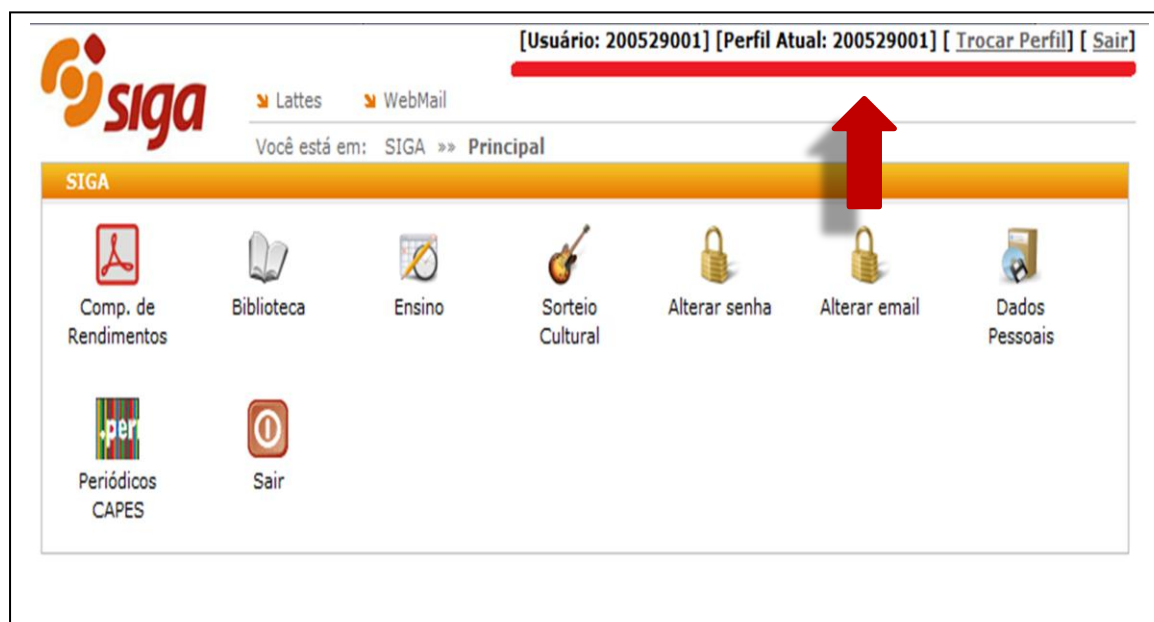 [Usuário: 200529001] [Perfil Atual: 200529001] [ Trocar Perfil] [ Sair]
siga
Lattes WebMail
Você está em: SIGA »» Principal
SIGA
Comp. de Rendimentos
Biblioteca
Ensino
Sorteio Cultural
Alterar senha
Alterar email
Dados Pessoais
.peri
Periódicos CAPES
Sair